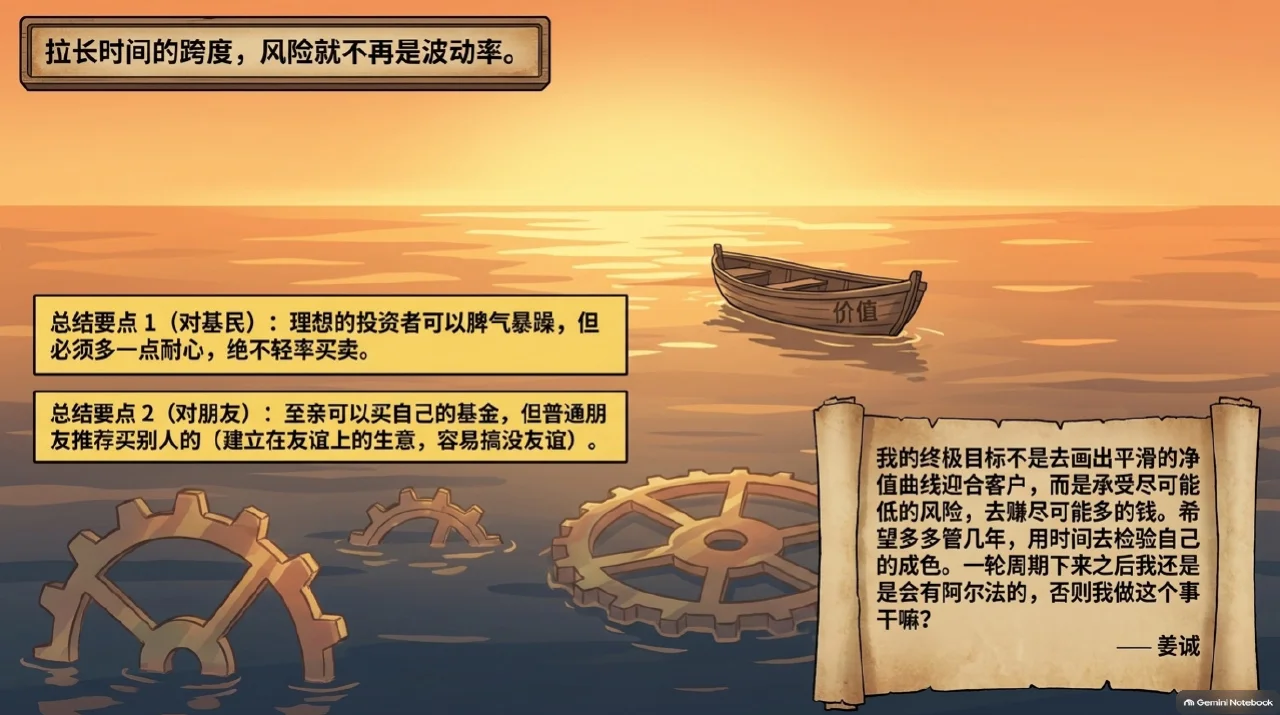 拉长时间的跨度，风险就不再是波动率。
价值
总结要点 1（对基民）：理想的投资者可以脾气暴躁，但
必须多一点耐心，绝不轻率买卖。
总结要点 2（对朋友）：至亲可以买自己的基金，但普通朋
友推荐买别人的（建立在友谊上的生意，容易搞没友谊）。
我的终极目标不是去画出平滑的净
值曲线迎合客户，而是承受尽可能
低的风险，去赚尽可能多的钱。希
望多多管几年，用时间去检验自己
的成色。一轮周期下来之后我还是
是会有阿尔法的，否则我做这个事
干嘛？
—— 姜诚
Gemini Notebook